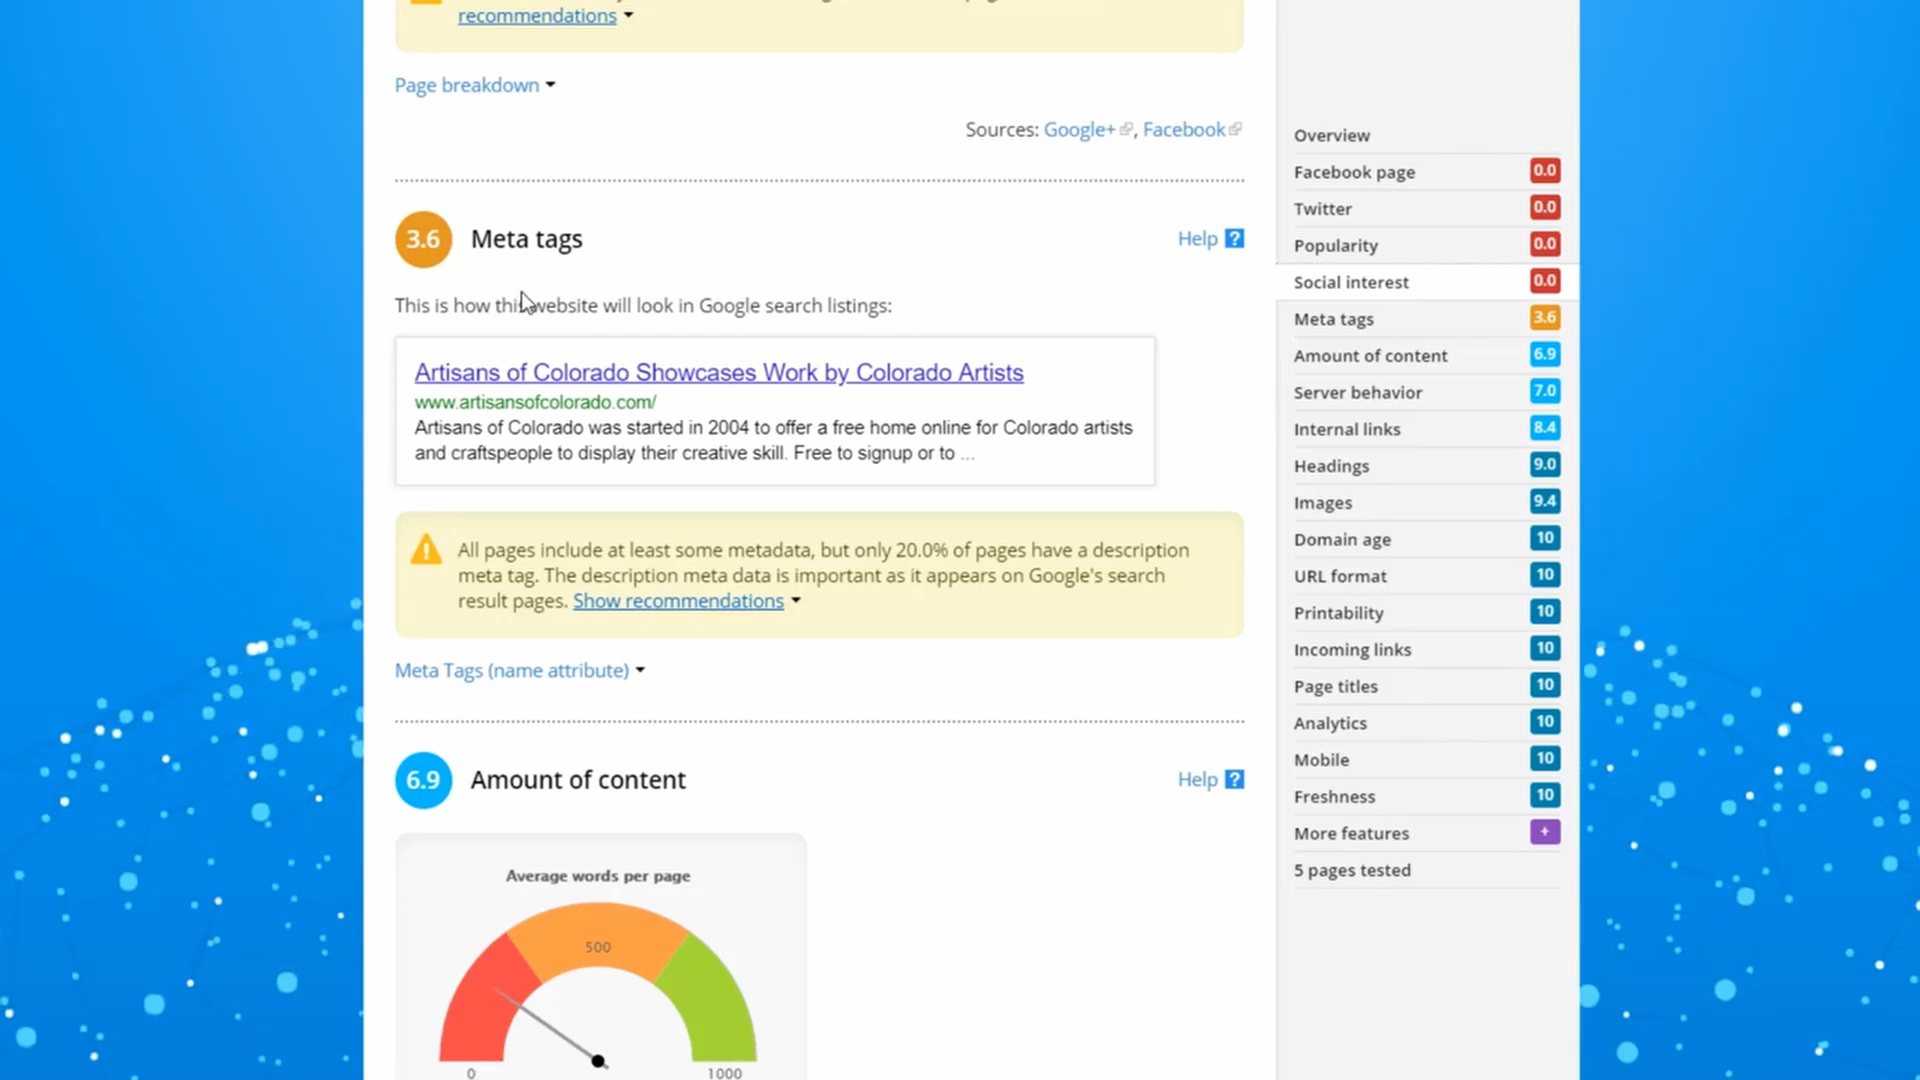 recommendations
Page breakdown
Sources: Google+, Facebook
3.6 Meta tags
Help ?
This is how this website will look in Google search listings:
Artisans of Colorado Showcases Work by Colorado Artists
www.artisansofcolorado.com/
Artisans of Colorado was started in 2004 to offer a free home online for Colorado artists
and craftspeople to display their creative skill. Free to signup or to ...
All pages include at least some metadata, but only 20.0% of pages have a description
meta tag. The description meta data is important as it appears on Google's search
result pages. Show recommendations
Meta Tags (name attribute)
6.9 Amount of content
Help ?
Average words per page
500
0
1000
Overview
Facebook page 0.0
Twitter 0.0
Popularity 0.0
Social interest 0.0
Meta tags 3.6
Amount of content 6.9
Server behavior 7.0
Internal links 8.4
Headings 9.0
Images 9.4
Domain age 10
URL format 10
Printability 10
Incoming links 10
Page titles 10
Analytics 10
Mobile 10
Freshness 10
More features +
5 pages tested